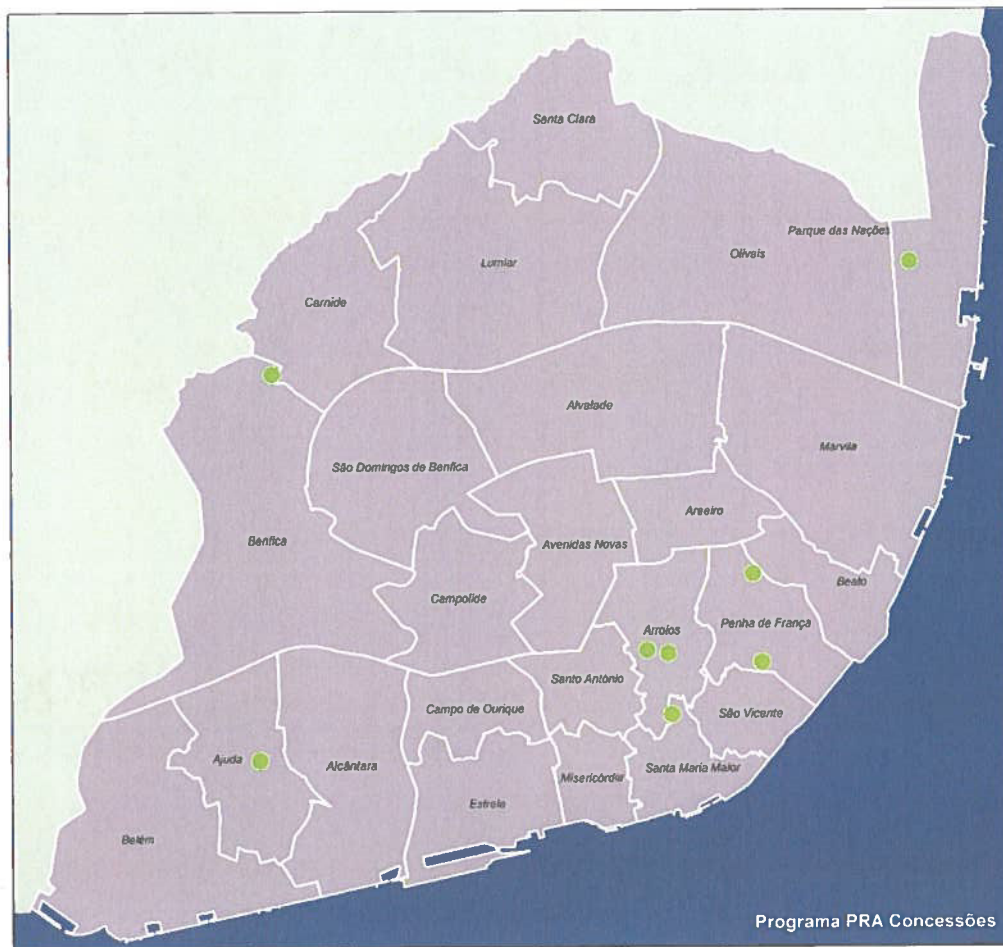 Santa Clara
Parque das Nações
Olivais
Lumiar
Carnide
Alvalade
Marvila
São Domingos de Benfica
Areeiro
Avenidas Novas
Benfica
Beato
Campolide
Penha de França
Arroios
Santo António
Campo de Ourique
São Vicente
Ajuda
Alcântara
Santa Maria Maior
Misericórdia
Estrela
Belém
Programa PRA Concessões